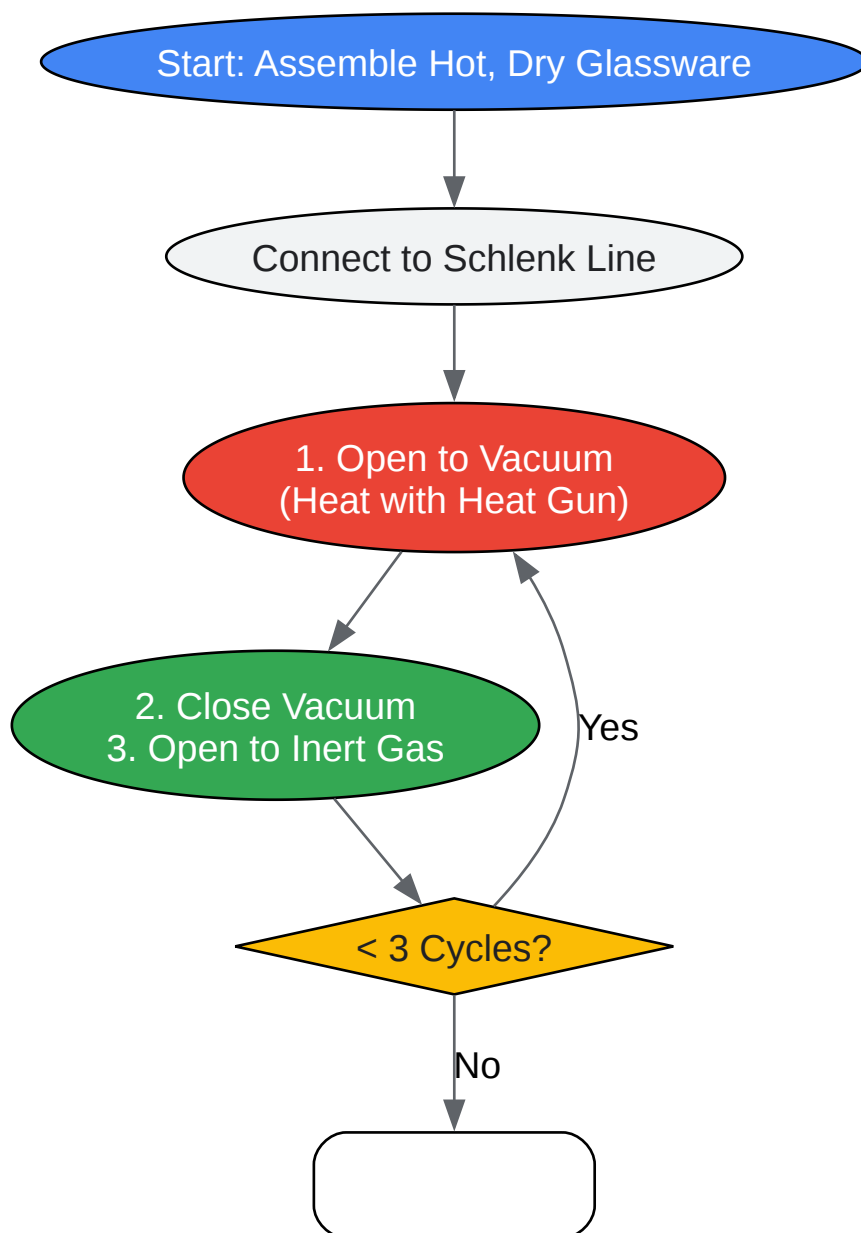 Start: Assemble Hot, Dry Glassware
Connect to Schlenk Line
1. Open to Vacuum
(Heat with Heat Gun)
2. Close Vacuum
3. Open to Inert Gas
Yes
< 3 Cycles?
No